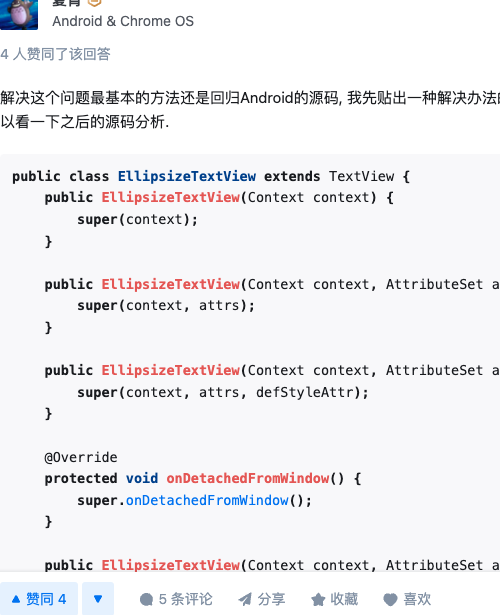 Android & Chrome OS
4 人赞同了该回答
解决这个问题最基本的方法还是回归Android的源码, 我先贴出一种解决办法
以看一下之后的源码分析.
public class EllipsizeTextView extends TextView {
    public EllipsizeTextView(Context context) {
        super(context);
    }

    public EllipsizeTextView(Context context, AttributeSet a
        super(context, attrs);
    }

    public EllipsizeTextView(Context context, AttributeSet a
        super(context, attrs, defStyleAttr);
    }

    @Override
    protected void onDetachedFromWindow() {
        super.onDetachedFromWindow();
    }

    public EllipsizeTextView(Context context, AttributeSet a
赞同 4
5 条评论
分享
收藏
喜欢